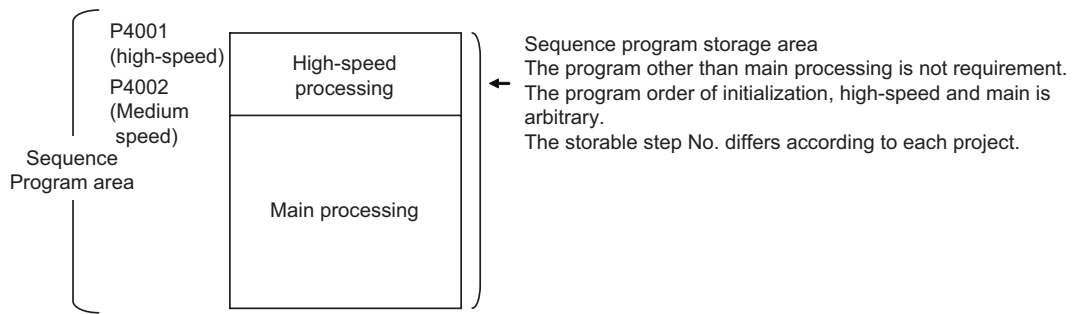 P4001
(high-speed)
P4002
(Medium
speed)
Sequence
Program area
High-speed
processing
Main processing
Sequence program storage area
The program other than main processing is not requirement.
The program order of initialization, high-speed and main is
arbitrary.
The storable step No. differs according to each project.